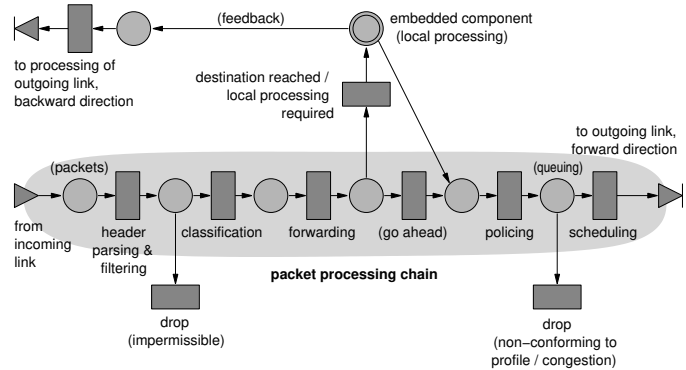 (feedback)
embedded component
(local processing)
to processing of
outgoing link,
backward direction
destination reached /
local processing
required
to outgoing link,
forward direction
(packets)
(queuing)
from
incoming
link
header
parsing &
filtering
classification
forwarding
(go ahead)
policing
scheduling
packet processing chain
drop
(impermissible)
drop
(non−conforming to
profile / congestion)